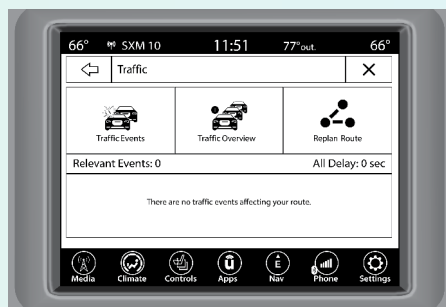 66° SXM 10 11:51 77°out. 66°
Traffic X
Traffic Events Traffic Overview Replan Route
Relevant Events: 0 All Delay: 0 sec
There are no traffic events affecting your route.
Media Climate Controls Apps Nav Phone Settings